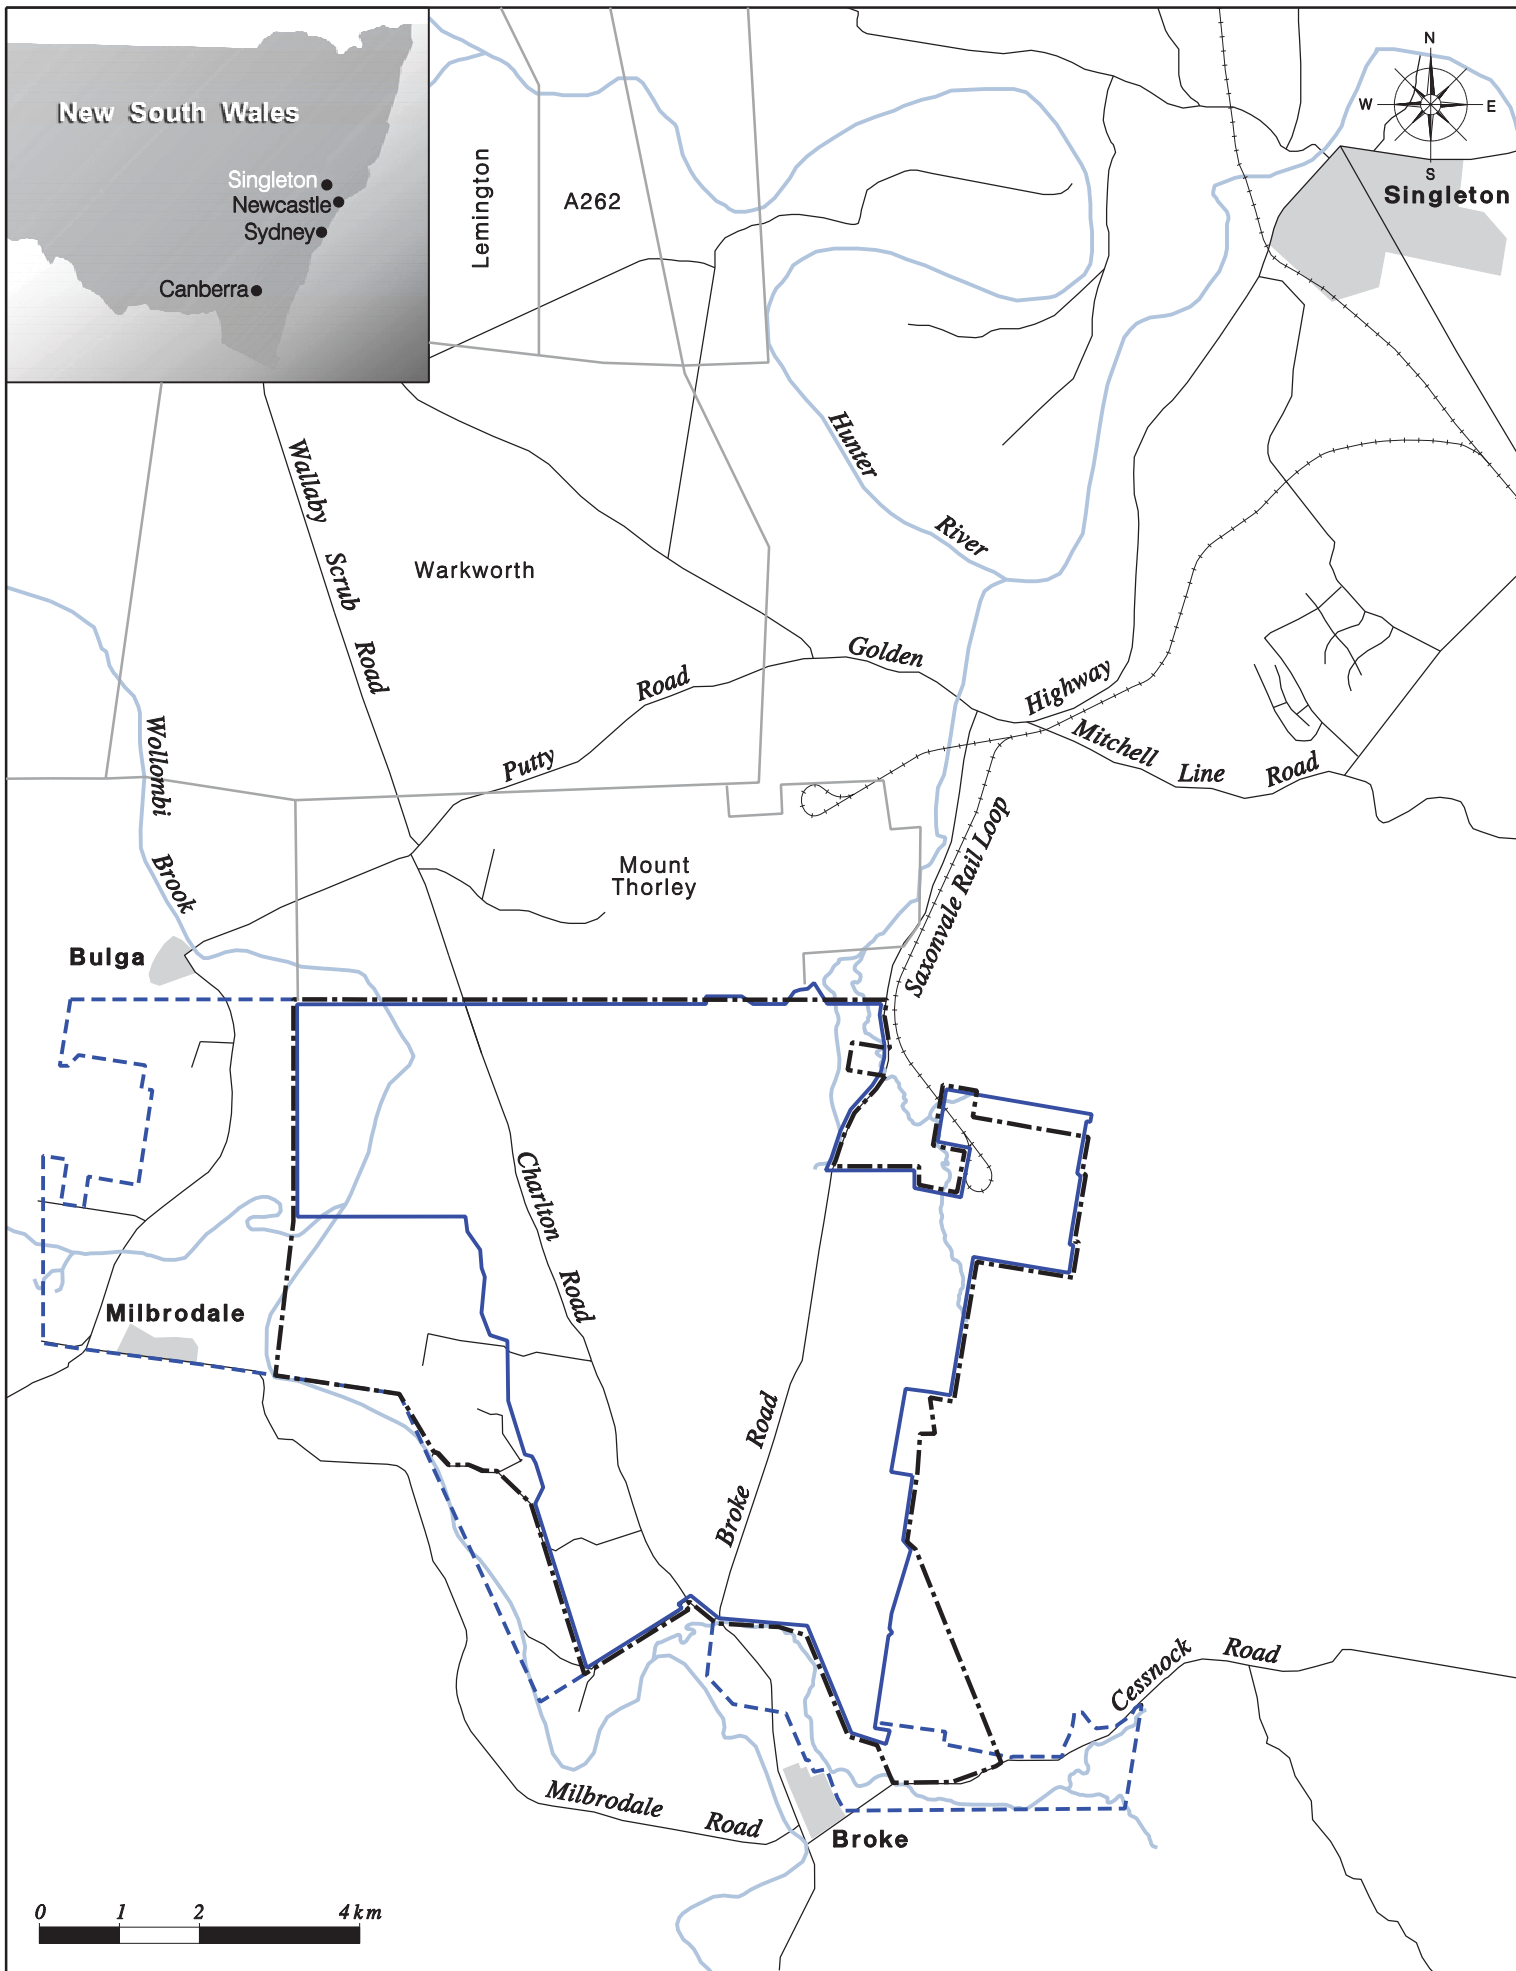 New South Wales
Singleton
Newcastle
Sydney
Canberra
Lemington
A262
N
W
E
S
Singleton
Hunter
River
Wallaby Scrub Road
Warkworth
Golden
Highway
Putty Road
Mitchell Line Road
Wollombi
Brook
Mount
Thorley
Saxonvale Rail Loop
Bulga
Charlton Road
Milbrodale
Broke Road
Cessnock Road
Milbrodale Road
Broke
0 1 2 4 km